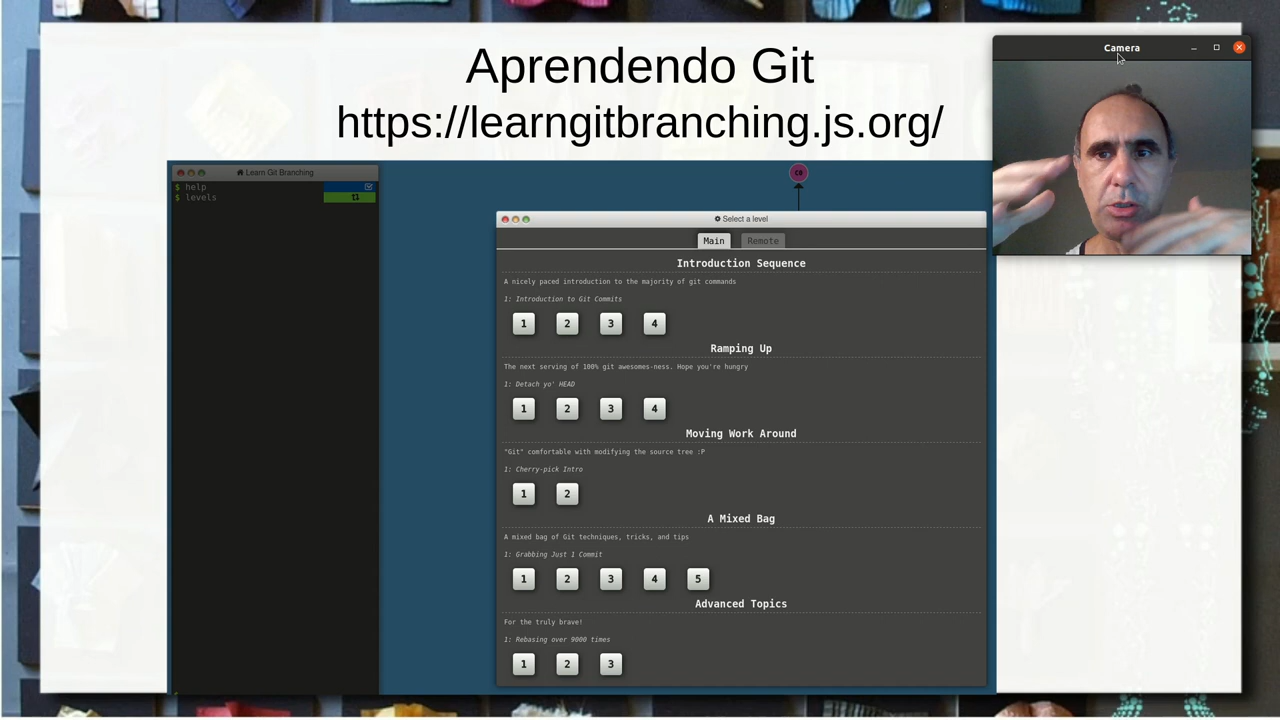 Aprendendo Git
https://learngitbranching.js.org/
Camera
Learn Git Branching
$ help
$ levels
C0
Select a level
Main Remote
Introduction Sequence
A nicely paced introduction to the majority of git commands
1: Introduction to Git Commits
1 2 3 4
Ramping Up
The next serving of 100% git awesomes-ness. Hope you're hungry
1: Detach yo' HEAD
1 2 3 4
Moving Work Around
"Git" comfortable with modifying the source tree :P
1: Cherry-pick Intro
1 2
A Mixed Bag
A mixed bag of Git techniques, tricks, and tips
1: Grabbing Just 1 Commit
1 2 3 4 5
Advanced Topics
For the truly brave!
1: Rebasing over 9000 times
1 2 3